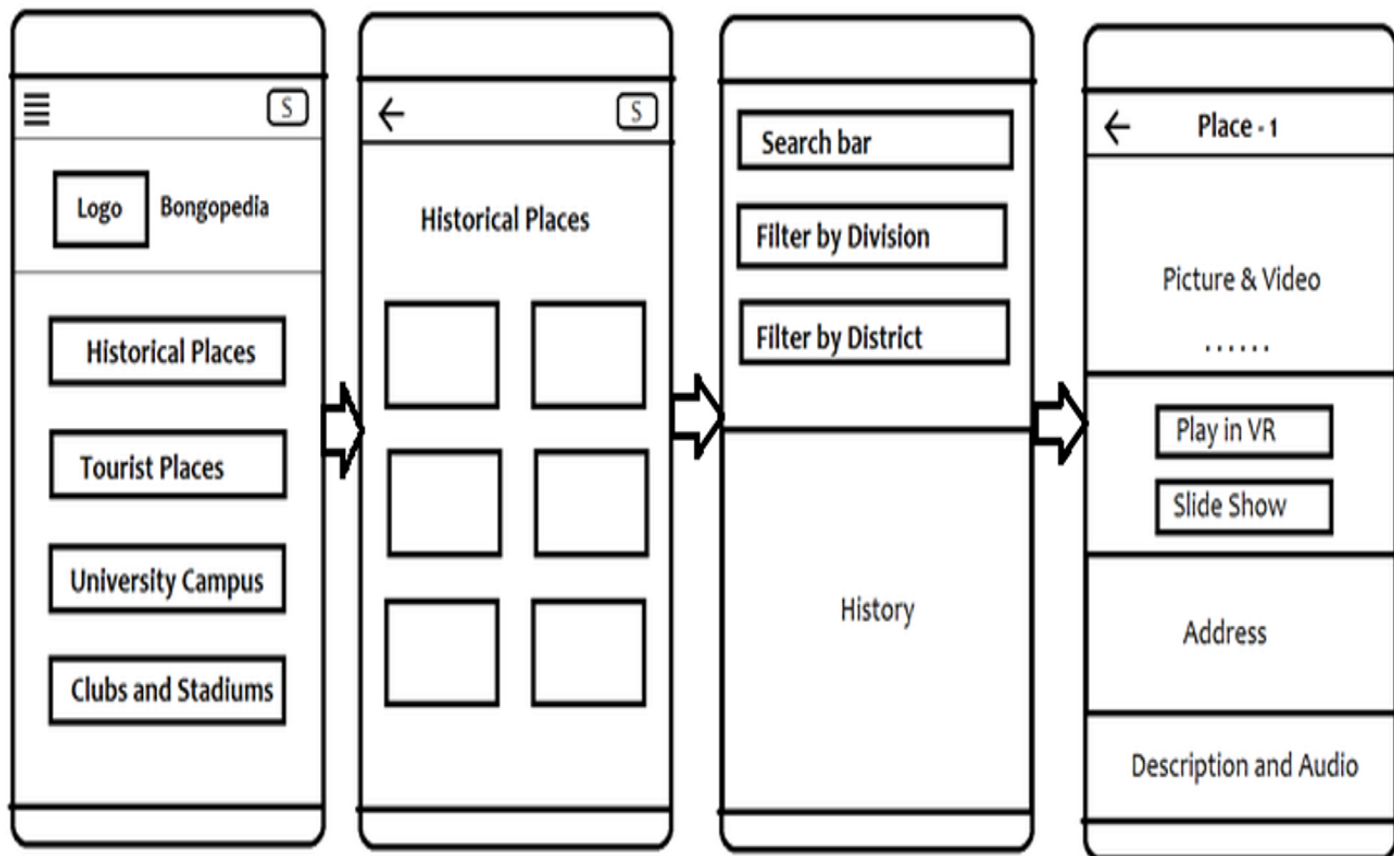 S
Logo
Bongopedia
Historical Places
Tourist Places
University Campus
Clubs and Stadiums
S
Historical Places
Search bar
Filter by Division
Filter by District
History
Place - 1
Picture & Video
......
Play in VR
Slide Show
Address
Description and Audio